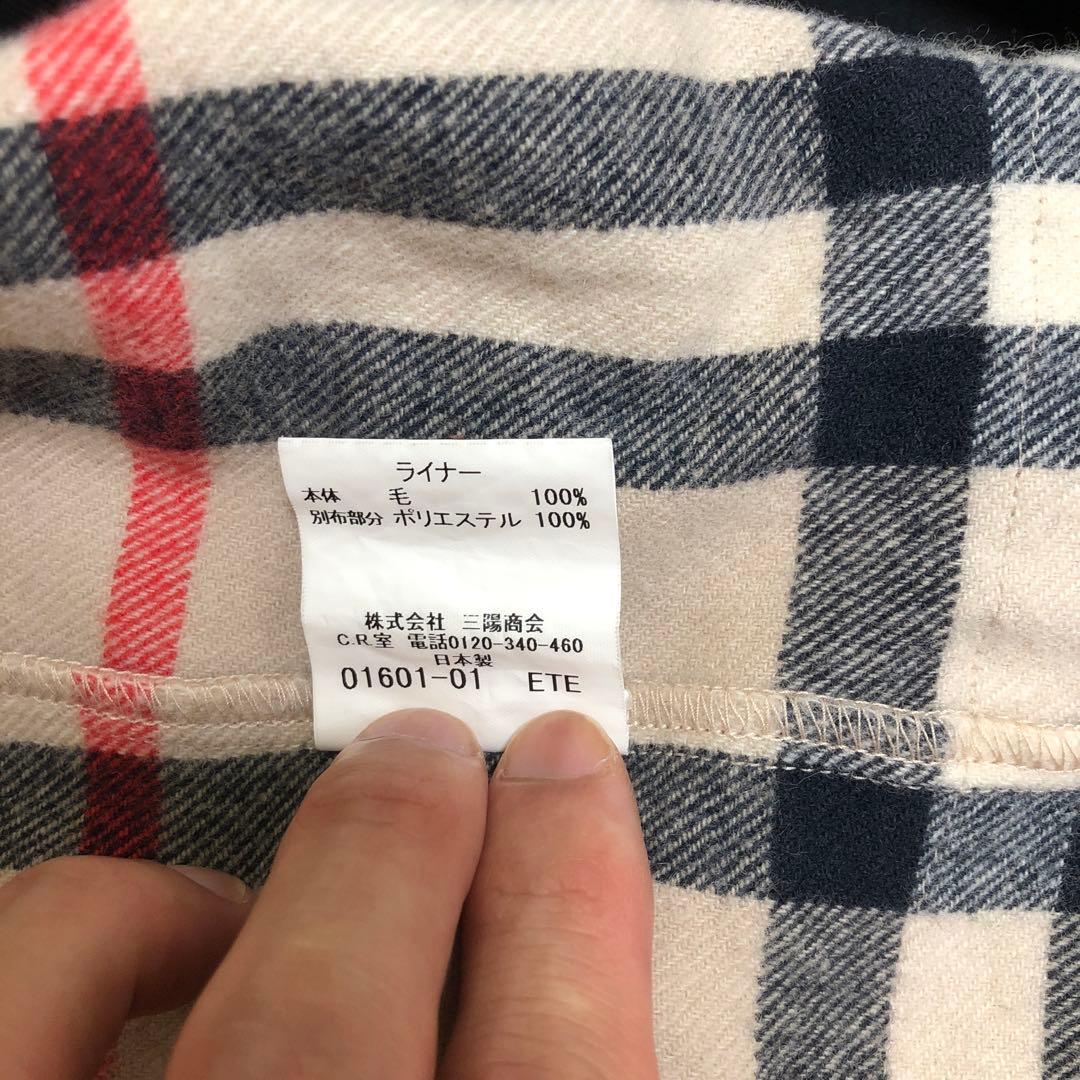 ライナー
本体 毛 100%
別布部分 ポリエステル 100%
株式会社 三陽商会
C.R.室 電話0120-340-460
日本製
01601-01 ETE